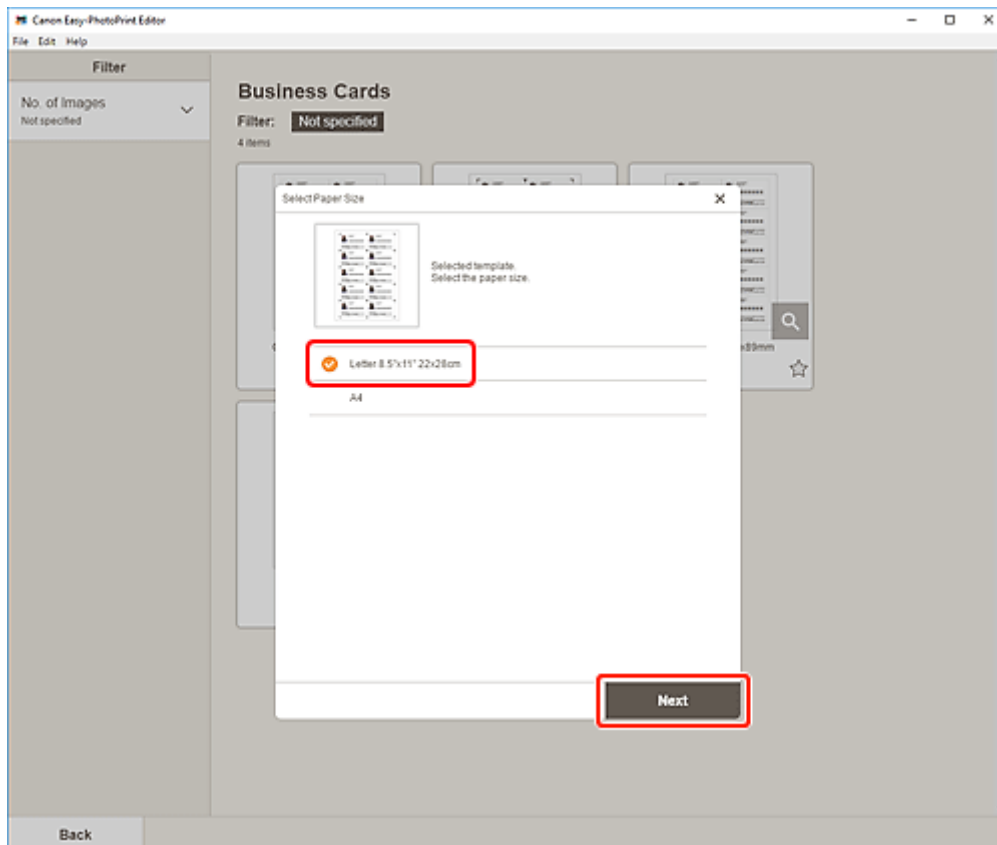 Canon Easy-PhotoPrint Editor
File Edit Help
Filter
No. of Images
Not specified
Business Cards
Filter: Not specified
4 items
Select Paper Size
Selected template.
Select the paper size.
Letter 8.5"x11" 22x28cm
A4
x89mm
Next
Back